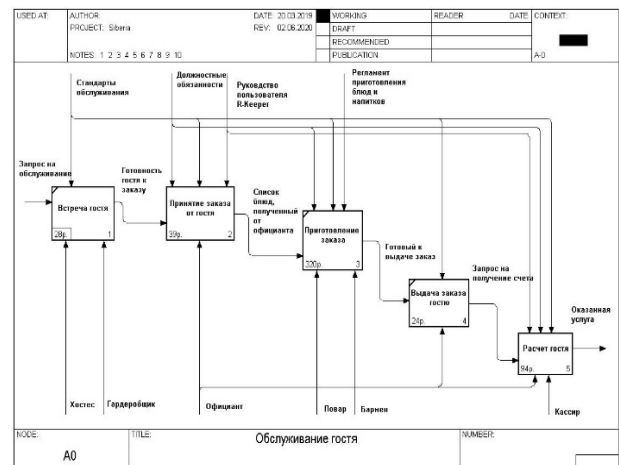 USED AT:
AUTHOR:
DATE: 20.03.2019
WORKING
READER
DATE
CONTEXT:
PROJECT: Siberia
REV: 02.06.2020
DRAFT
RECOMMENDED
NOTES: 1 2 3 4 5 6 7 8 9 10
PUBLICATION
A-0
Стандарты
обслуживания
Должностные
обязанности
Руководство
пользователя
R-Keeper
Регламент
приготовления
блюд и
напитков
Запрос на
обслуживание
Встреча гостя
28р.
1
Готовность
гостя к
заказу
Принятие заказа
от гостя
39р.
2
Список
блюд,
полученный
от
официанта
Приготовление
заказа
320р.
3
Готовый к
выдаче заказ
Выдача заказа
гостю
24р.
4
Запрос на
получение счета
Расчет гостя
94р.
5
Оказанная
услуга
Хостес
Гардеробщик
Официант
Повар
Бармен
Кассир
NODE:
TITLE:
NUMBER:
A0
Обслуживание гостя